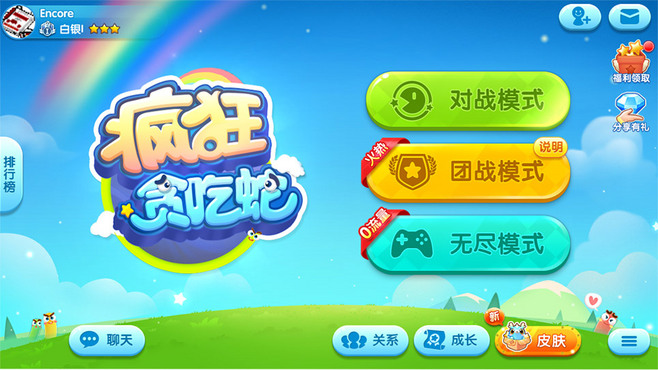 Encore
白银I
福利领取
分享有礼
排行榜
疯狂
贪吃蛇
对战模式
火热
团战模式
说明
0流量
无尽模式
聊天
关系
成长
新
皮肤